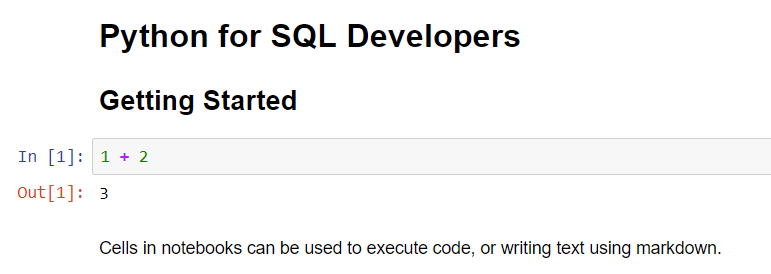 Python for SQL Developers
Getting Started
In [1]: 1 + 2
Out[1]: 3
Cells in notebooks can be used to execute code, or writing text using markdown.